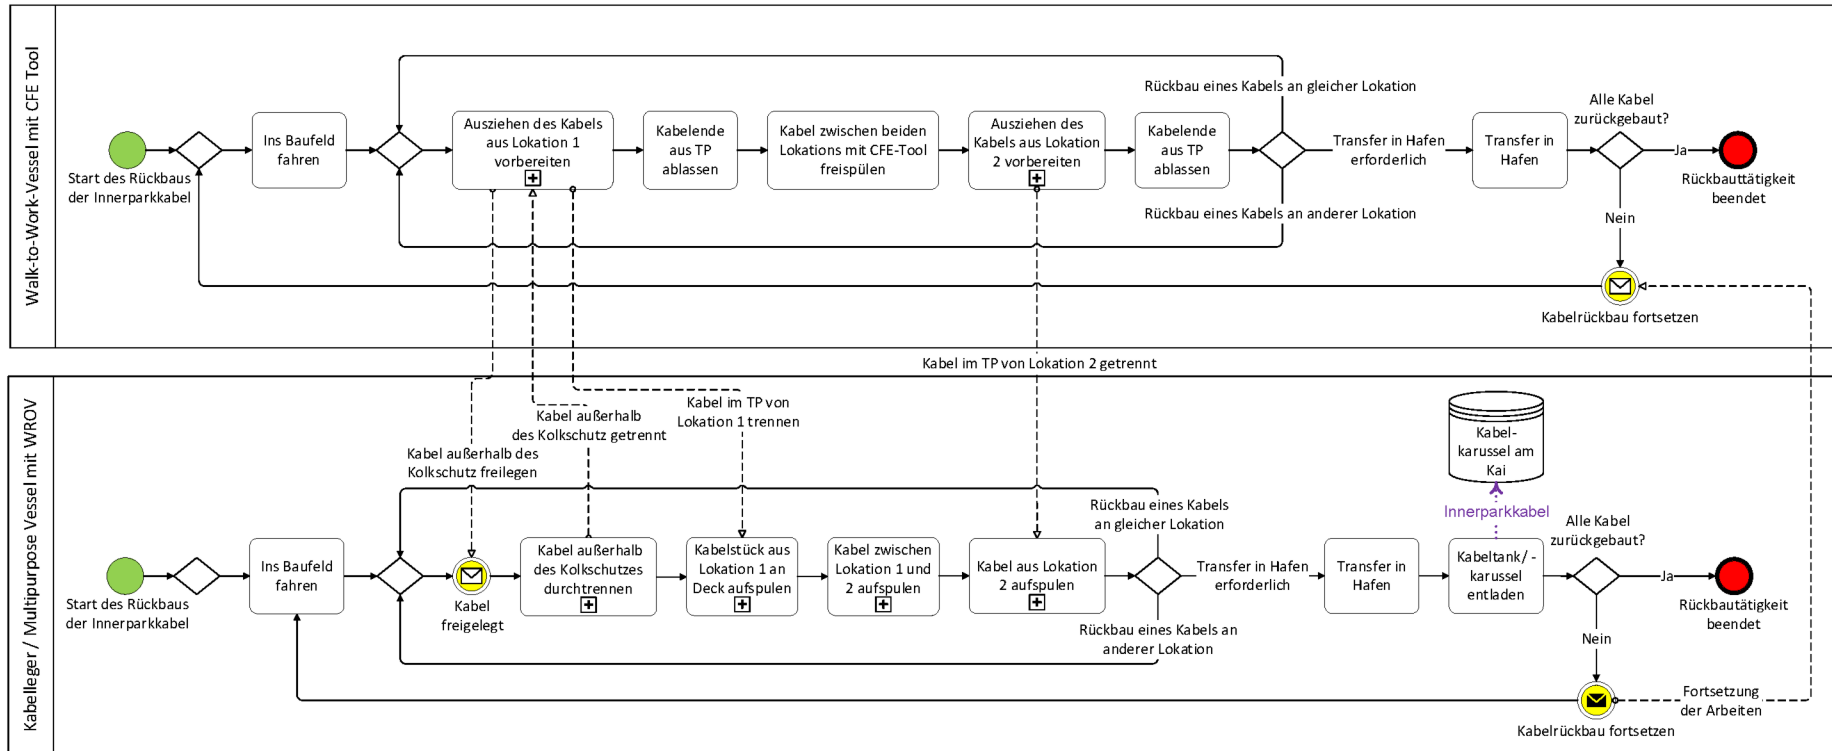 Walk-to-Work-Vessel mit CFE Tool
Start des Rückbaus
der Innerparkkabel
Ins Baufeld
fahren
Ausziehen des Kabels
aus Lokation 1
vorbereiten
Kabelende
aus TP
ablassen
Kabel zwischen beiden
Lokations mit CFE-Tool
freispülen
Ausziehen des
Kabels aus Lokation
2 vorbereiten
Kabelende
aus TP
ablassen
Rückbau eines Kabels an gleicher Lokation
Rückbau eines Kabels an anderer Lokation
Transfer in Hafen
erforderlich
Transfer in
Hafen
Alle Kabel
zurückgebaut?
Ja
Rückbauttätigkeit
beendet
Nein
Kabelrückbau fortsetzen
Kabel im TP von Lokation 2 getrennt
Kabel außerhalb des
Kolkschutz freilegen
Kabel außerhalb
des Kolkschutz getrennt
Kabel im TP von
Lokation 1 trennen
Kabelleger / Multipurpose Vessel mit WROV
Start des Rückbaus
der Innerparkkabel
Ins Baufeld
fahren
Kabel
freigelegt
Kabel außerhalb
des Kolkschutzes
durchtrennen
Kabelstück aus
Lokation 1 an
Deck aufspulen
Kabel zwischen
Lokation 1 und
2 aufspulen
Kabel aus Lokation
2 aufspulen
Rückbau eines Kabels
an gleicher Lokation
Rückbau eines Kabels an
anderer Lokation
Transfer in Hafen
erforderlich
Transfer in
Hafen
Kabel-
karussel am
Kai
Innerparkkabel
Kabeltank/ -
karussel
entladen
Alle Kabel
zurückgebaut?
Ja
Rückbautätigkeit
beendet
Nein
Kabelrückbau fortsetzen
Fortsetzung
der Arbeiten